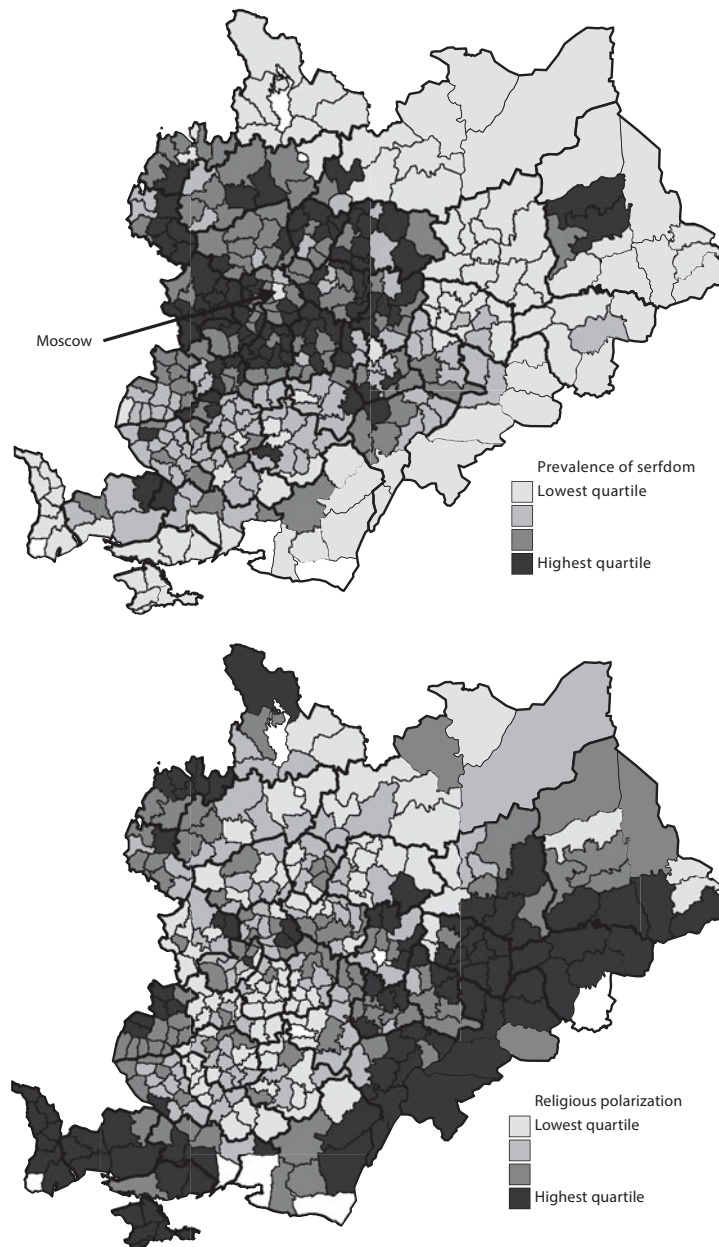 Moscow
Prevalence of serfdom
Lowest quartile
Highest quartile
Religious polarization
Lowest quartile
Highest quartile